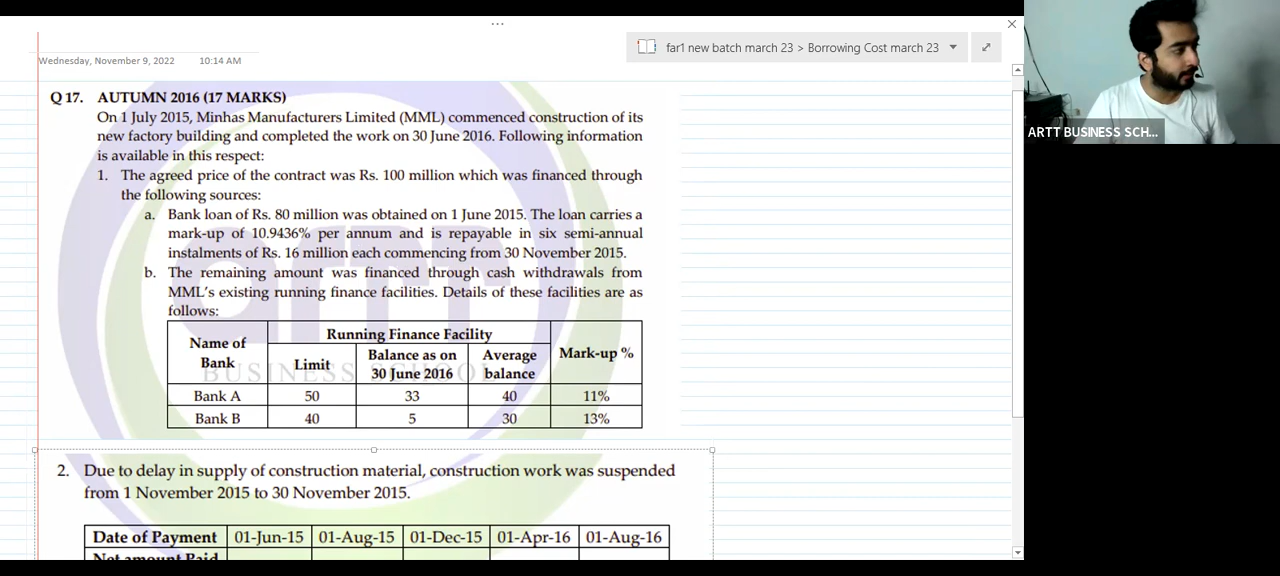 far1 new batch march 23 > Borrowing Cost march 23
Wednesday, November 9, 2022 10:14 AM
Q 17. AUTUMN 2016 (17 MARKS)
On 1 July 2015, Minhas Manufacturers Limited (MML) commenced construction of its
new factory building and completed the work on 30 June 2016. Following information
is available in this respect:
1. The agreed price of the contract was Rs. 100 million which was financed through
the following sources:
a. Bank loan of Rs. 80 million was obtained on 1 June 2015. The loan carries a
mark-up of 10.9436% per annum and is repayable in six semi-annual
instalments of Rs. 16 million each commencing from 30 November 2015.
b. The remaining amount was financed through cash withdrawals from
MML's existing running finance facilities. Details of these facilities are as
follows:
Name of Bank Running Finance Facility Mark-up %
Limit Balance as on 30 June 2016 Average balance
Bank A 50 33 40 11%
Bank B 40 5 30 13%
BUSINESS SCHOOL
2. Due to delay in supply of construction material, construction work was suspended
from 1 November 2015 to 30 November 2015.
Date of Payment 01-Jun-15 01-Aug-15 01-Dec-15 01-Apr-16 01-Aug-16
Net amount Paid
ARTT BUSINESS SCH...